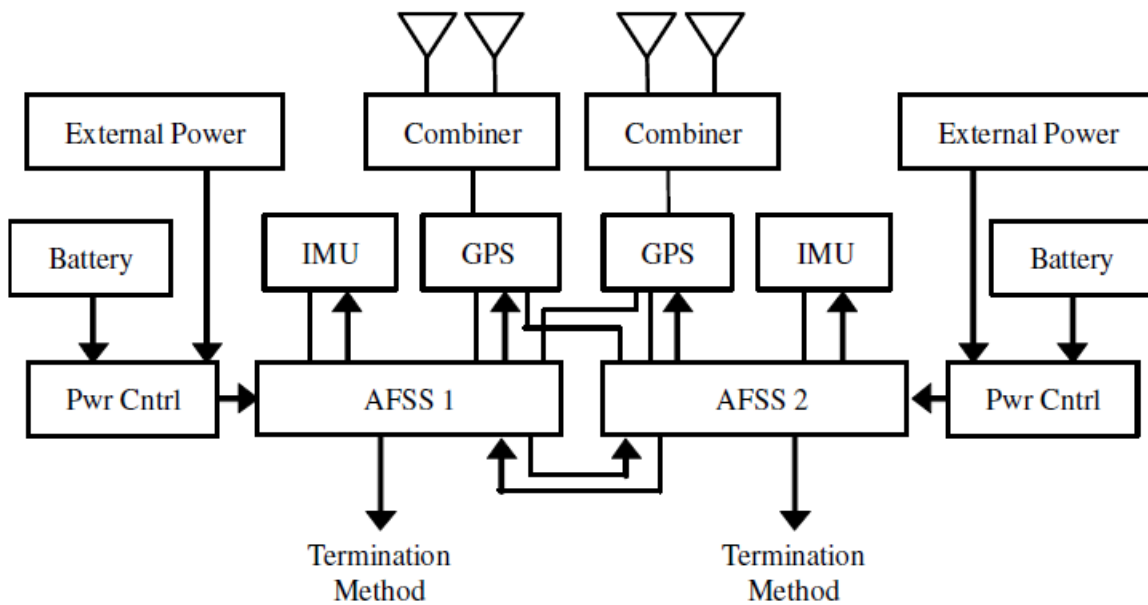 External Power
Combiner
Combiner
External Power
Battery
IMU
GPS
GPS
IMU
Battery
Pwr Cntrl
AFSS 1
AFSS 2
Pwr Cntrl
Termination
Method
Termination
Method